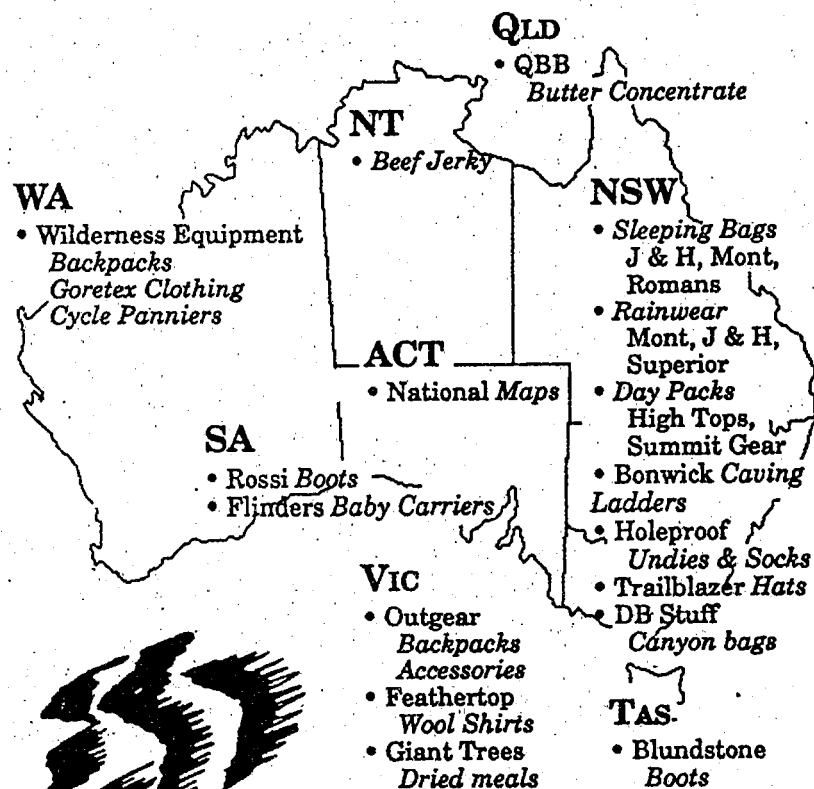 QLD
• QBB
Butter Concentrate
NT
• Beef Jerky
WA
• Wilderness Equipment
Backpacks
Goretex Clothing
Cycle Panniers
NSW
• Sleeping Bags
J & H, Mont,
Romans
• Rainwear
Mont, J & H,
Superior
• Day Packs
High Tops,
Summit Gear
• Bonwick Caving
Ladders
• Holeproof
Undies & Socks
• Trailblazer Hats
• DB Stuff
Canyon bags
ACT
• National Maps
SA
• Rossi Boots
• Flinders Baby Carriers
VIC
• Outgear
Backpacks
Accessories
• Feathertop
Wool Shirts
• Giant Trees
Dried meals
TAS
• Blundstone
Boots